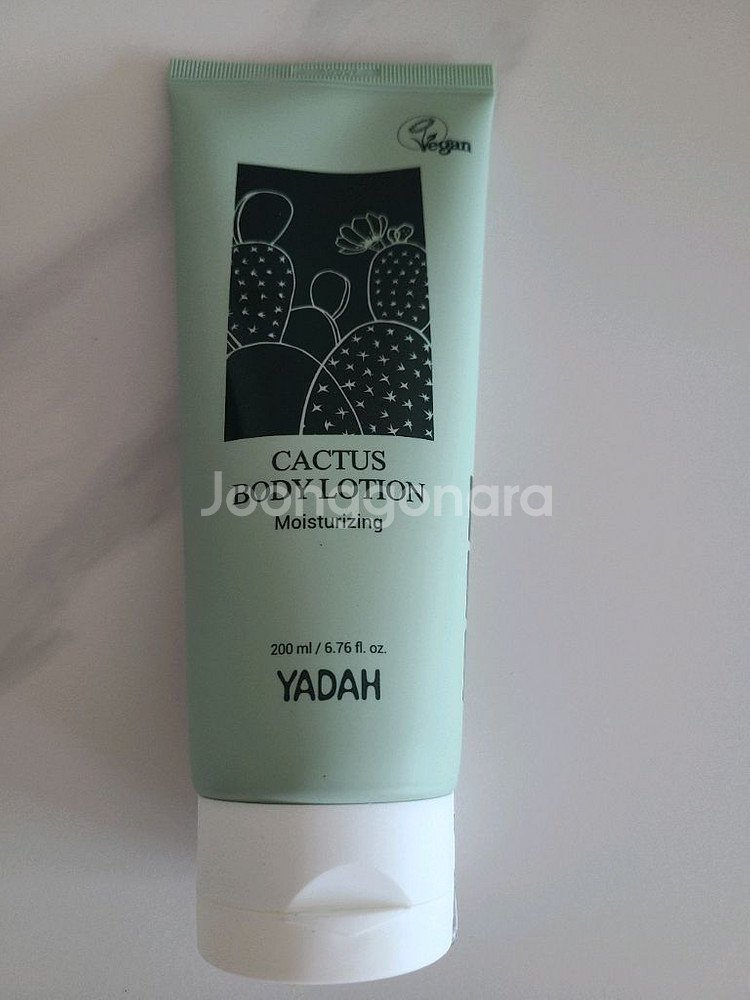 Vegan
CACTUS
BODY LOTION
Joonggonara
Moisturizing
200 ml / 6.76 fl. oz.
YADAH